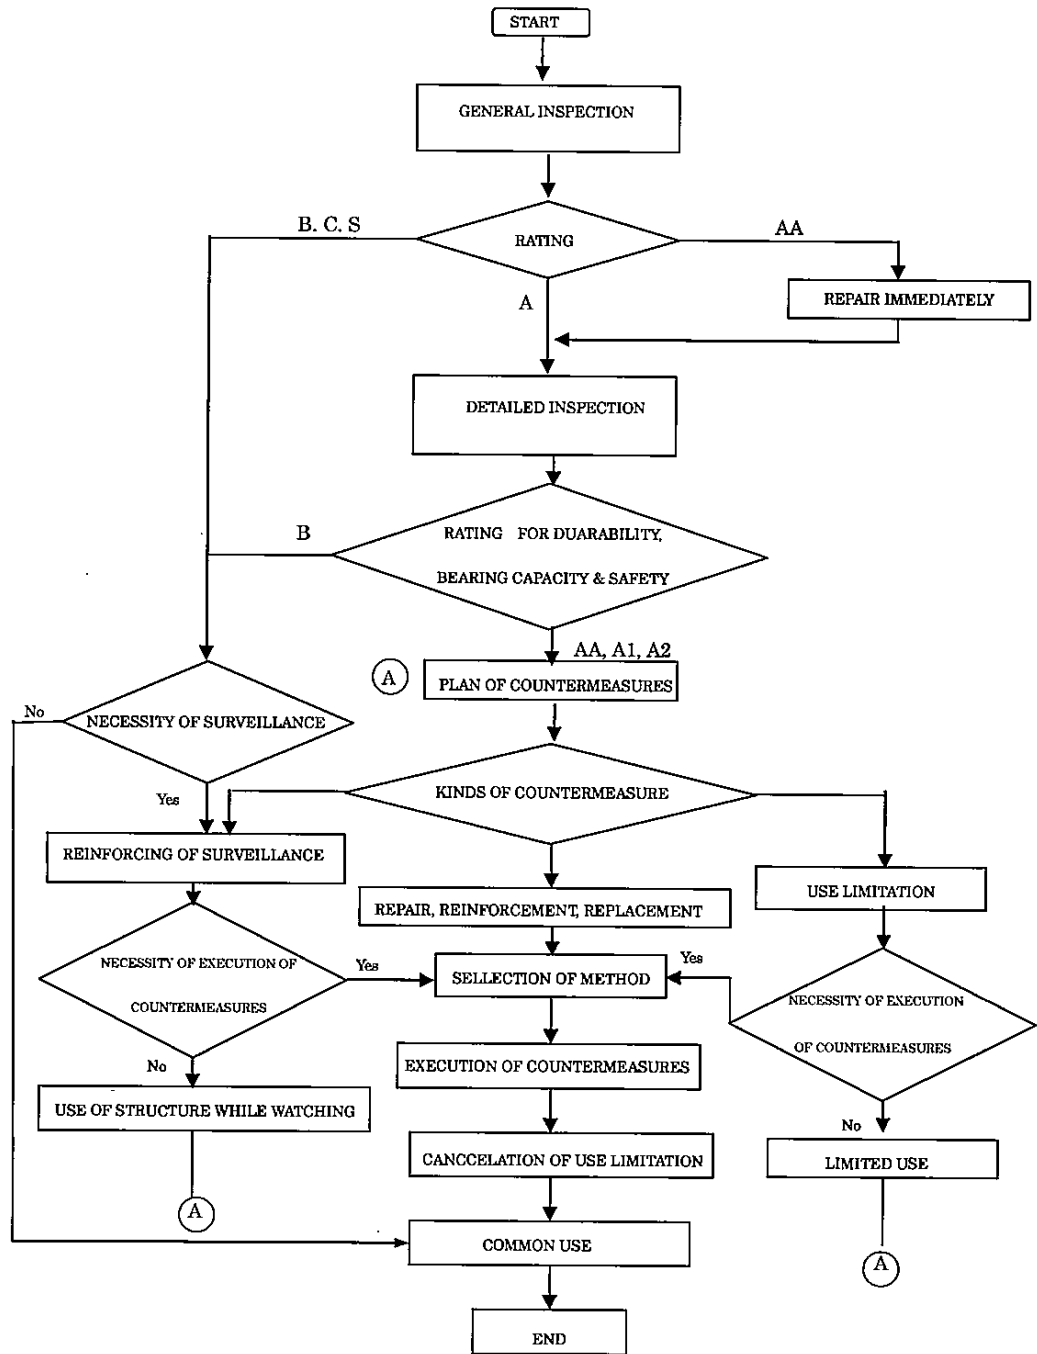 START
GENERAL INSPECTION
B. C. S
RATING
AA
A
REPAIR IMMEDIATELY
DETAILED INSPECTION
B
RATING FOR DUARABILITY,
BEARING CAPACITY & SAFETY
AA, A1, A2
A
PLAN OF COUNTERMEASURES
No
NECESSITY OF SURVEILLANCE
KINDS OF COUNTERMEASURE
Yes
REINFORCING OF SURVEILLANCE
USE LIMITATION
REPAIR, REINFORCEMENT, REPLACEMENT
NECESSITY OF EXECUTION OF
COUNTERMEASURES
Yes
SELLECTION OF METHOD
Yes
NECESSITY OF EXECUTION
OF COUNTERMEASURES
EXECUTION OF COUNTERMEASURES
No
USE OF STRUCTURE WHILE WATCHING
No
CANCCELATION OF USE LIMITATION
LIMITED USE
A
COMMON USE
A
END